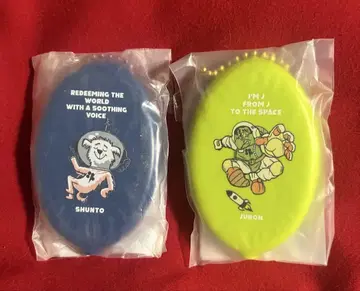 REDEEMING THE
WORLD
WITH A SOOTHING
VOICE
SHUNTO
I'M J
FROM J
TO THE SPACE
JUNON